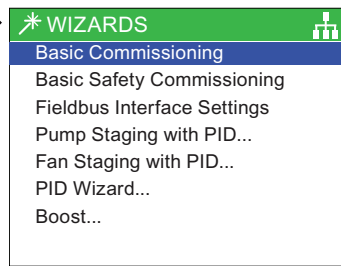 WIZARDS
Basic Commissioning
Basic Safety Commissioning
Fieldbus Interface Settings
Pump Staging with PID...
Fan Staging with PID...
PID Wizard...
Boost...